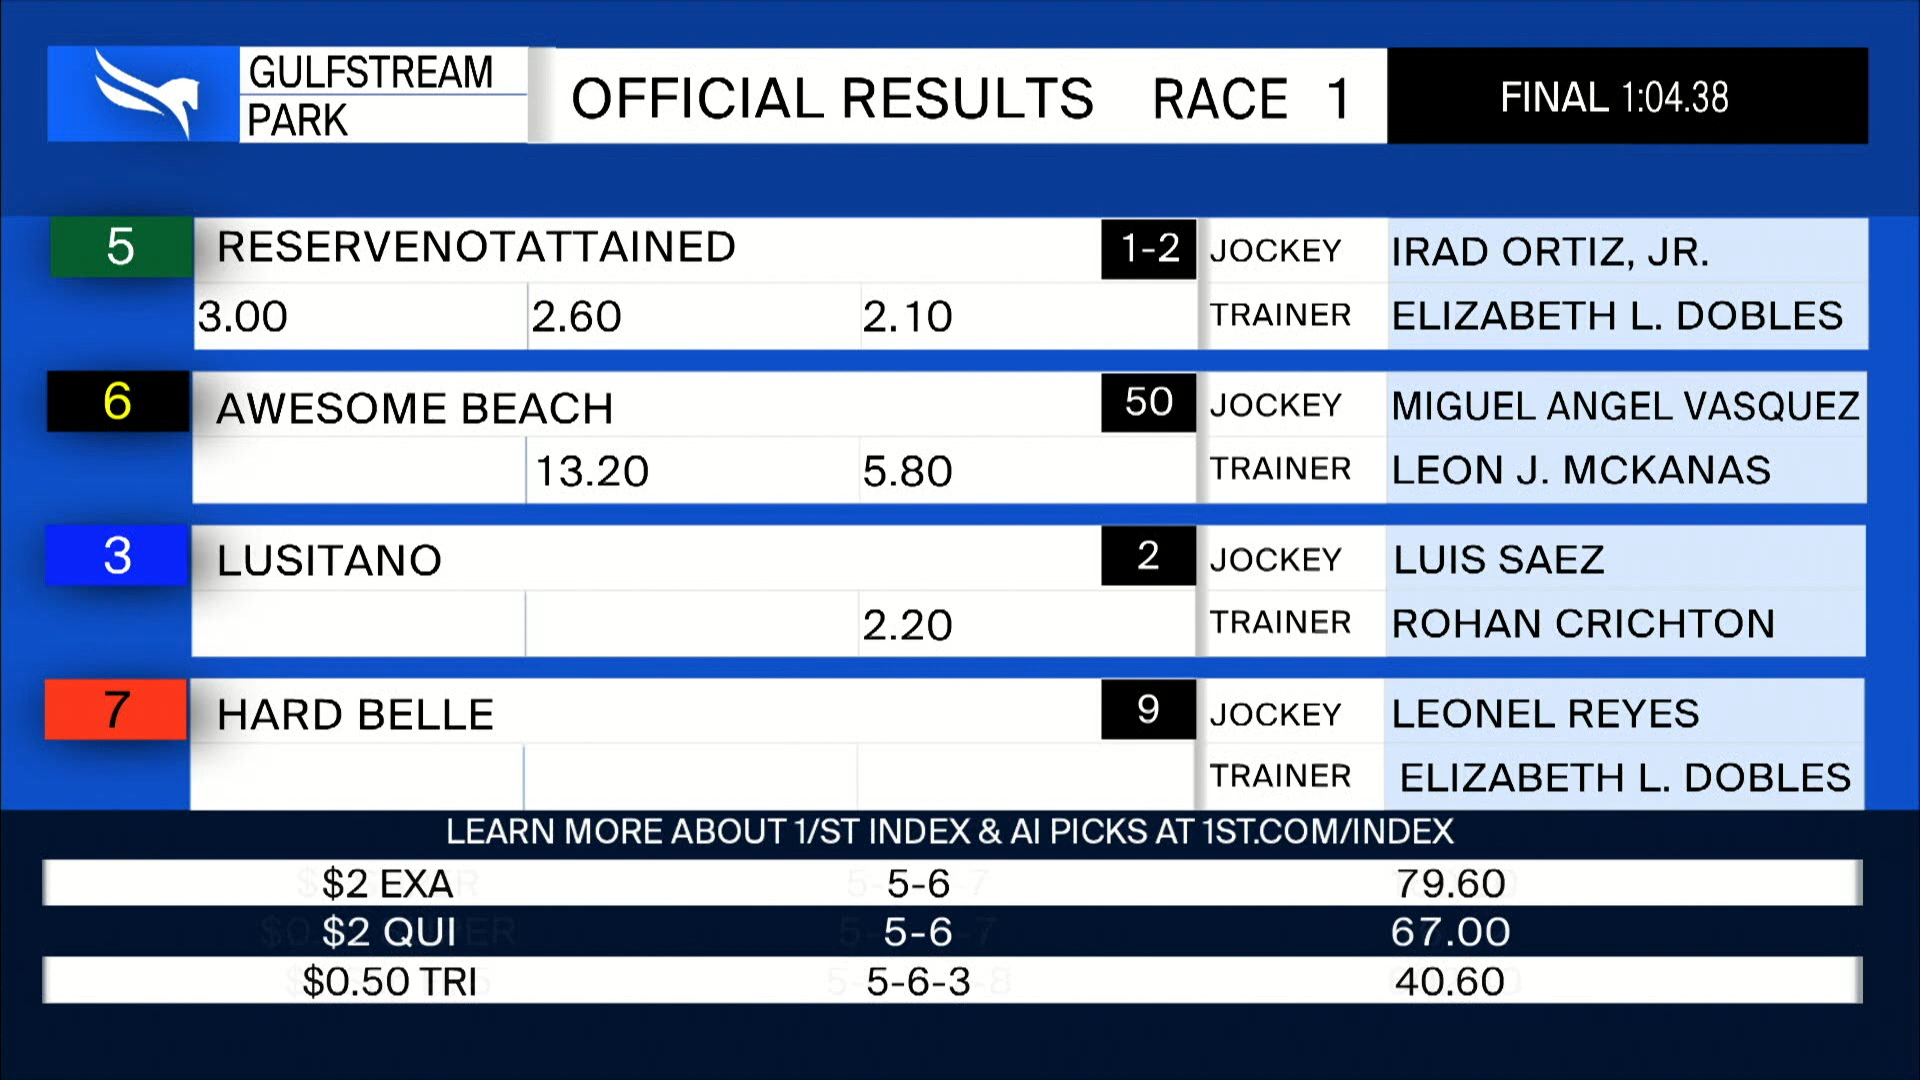 GULFSTREAM
PARK
OFFICIAL RESULTS RACE 1
FINAL 1:04.38
5 RESERVENOTATTAINED 1-2 JOCKEY IRAD ORTIZ, JR.
3.00 2.60 2.10 TRAINER ELIZABETH L. DOBLES
6 AWESOME BEACH 50 JOCKEY MIGUEL ANGEL VASQUEZ
13.20 5.80 TRAINER LEON J. MCKANAS
3 LUSITANO 2 JOCKEY LUIS SAEZ
2.20 TRAINER ROHAN CRICHTON
7 HARD BELLE 9 JOCKEY LEONEL REYES
TRAINER ELIZABETH L. DOBLES
LEARN MORE ABOUT 1/ST INDEX & AI PICKS AT 1ST.COM/INDEX
$2 EXA 5-6 79.60
$2 QUI 5-6 67.00
$0.50 TRI 5-6-3 40.60